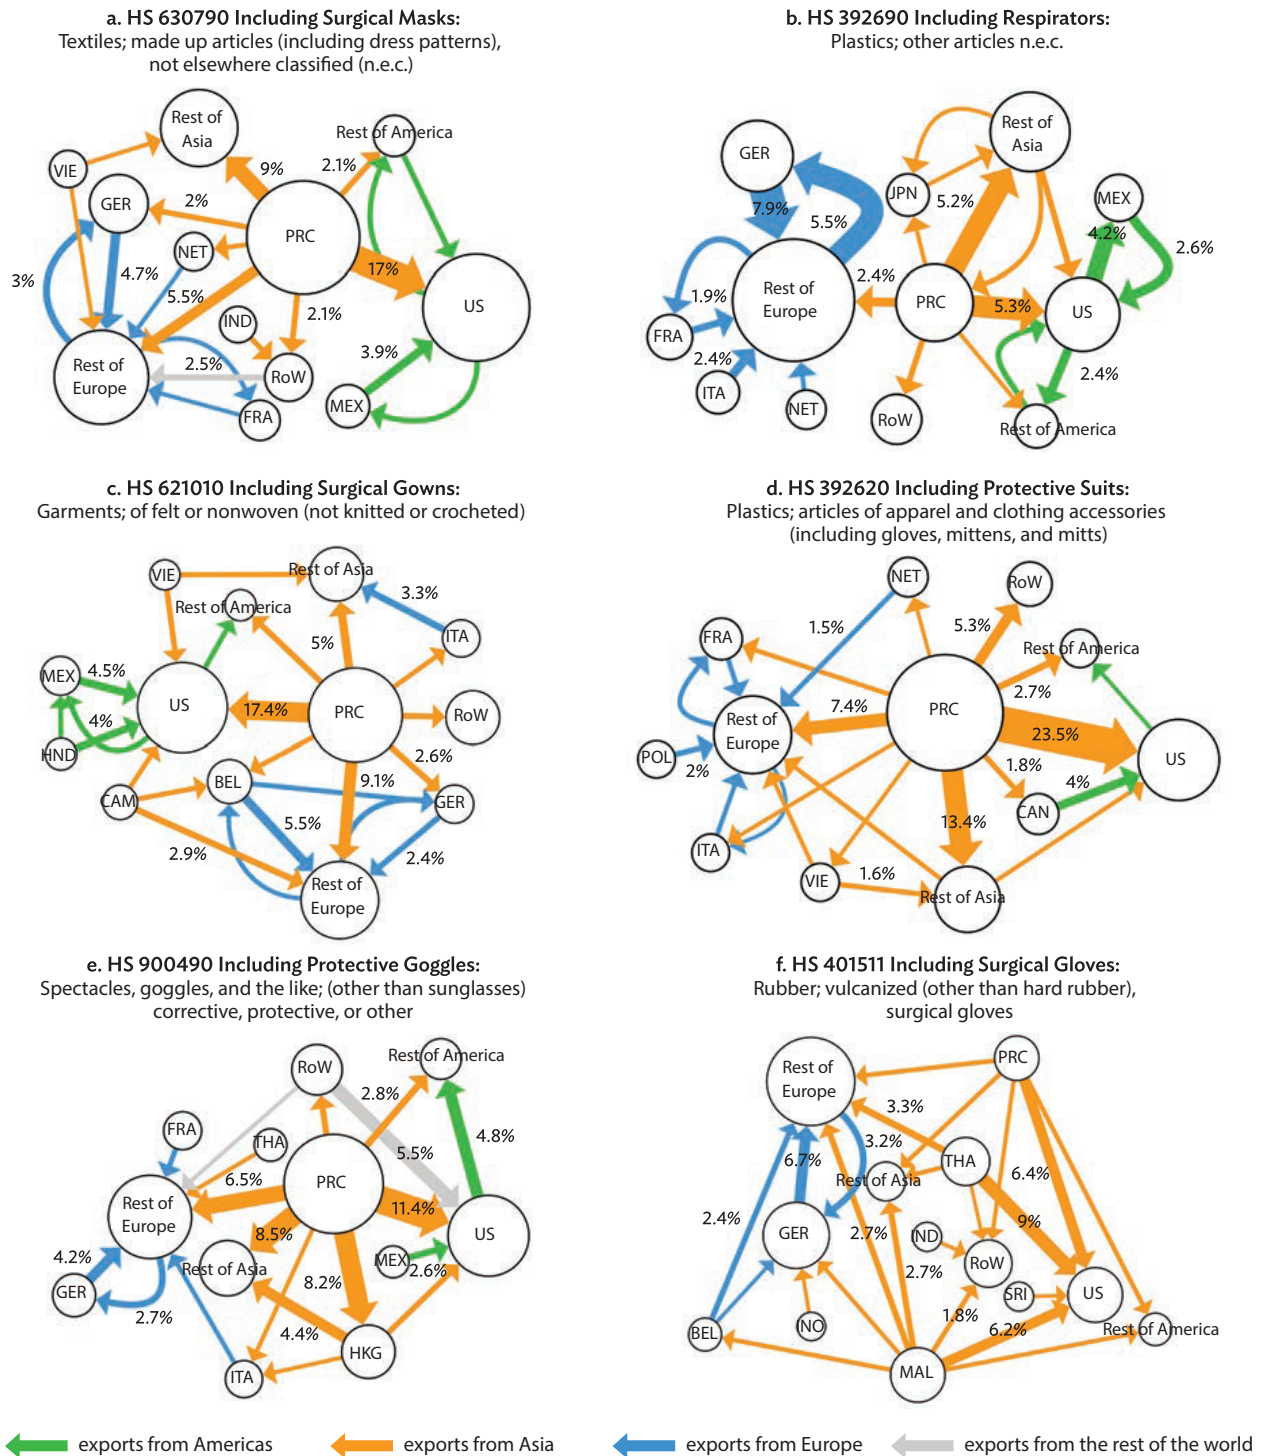 a. HS 630790 Including Surgical Masks:
Textiles; made up articles (including dress patterns),
not elsewhere classified (n.e.c.)
Rest of
Asia
Rest of America
VIE
9%
2.1%
GER
2%
PRC
NET
3%
4.7%
17%
5.5%
US
2.1%
IND
3.9%
Rest of
Europe
2.5%
RoW
MEX
FRA
b. HS 392690 Including Respirators:
Plastics; other articles n.e.c.
Rest of
Asia
GER
JPN
5.2%
MEX
7.9%
5.5%
4.2%
2.6%
2.4%
Rest of
Europe
1.9%
PRC
5.3%
US
FRA
2.4%
2.4%
ITA
NET
RoW
Rest of America
c. HS 621010 Including Surgical Gowns:
Garments; of felt or nonwoven (not knitted or crocheted)
VIE
Rest of Asia
3.3%
Rest of America
5%
ITA
MEX
4.5%
US
17.4%
PRC
RoW
4%
HND
2.6%
BEL
9.1%
CAM
GER
5.5%
2.9%
2.4%
Rest of
Europe
d. HS 392620 Including Protective Suits:
Plastics; articles of apparel and clothing accessories
(including gloves, mittens, and mitts)
NET
RoW
FRA
1.5%
5.3%
Rest of America
2.7%
7.4%
PRC
Rest of
Europe
23.5%
POL
2%
1.8%
US
4%
CAN
13.4%
ITA
VIE
1.6%
Rest of Asia
e. HS 900490 Including Protective Goggles:
Spectacles, goggles, and the like; (other than sunglasses)
corrective, protective, or other
RoW
Rest of America
2.8%
FRA
THA
4.8%
5.5%
6.5%
PRC
Rest of
Europe
11.4%
8.5%
US
4.2%
MEX
2.6%
Rest of Asia
8.2%
GER
2.7%
4.4%
HKG
ITA
f. HS 401511 Including Surgical Gloves:
Rubber; vulcanized (other than hard rubber),
surgical gloves
Rest of
Europe
PRC
3.3%
3.2%
6.7%
THA
6.4%
Rest of Asia
2.4%
9%
GER
2.7%
IND
2.7%
RoW
SRI
US
1.8%
BEL
INO
6.2%
Rest of America
MAL
exports from Americas
exports from Asia
exports from Europe
exports from the rest of the world